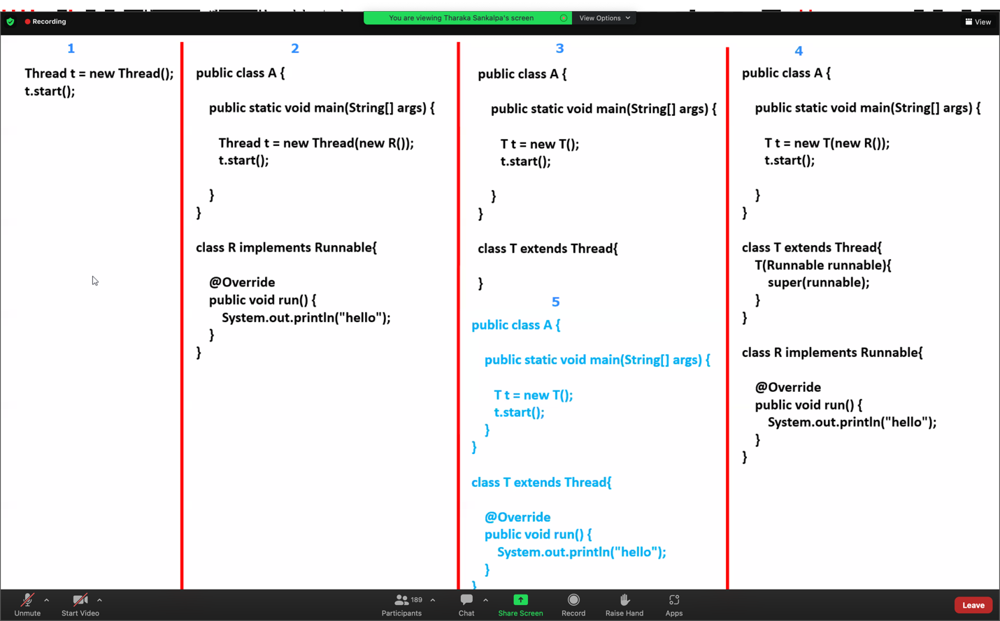 Recording
You are viewing Tharaka Sankalpa's screen
View Options
View
1
Thread t = new Thread();
t.start();
2
public class A {
public static void main(String[] args) {
Thread t = new Thread(new R());
t.start();
}
}
class R implements Runnable{
@Override
public void run() {
System.out.println("hello");
}
}
3
public class A {
public static void main(String[] args) {
T t = new T();
t.start();
}
}
class T extends Thread{
}
5
public class A {
public static void main(String[] args) {
T t = new T();
t.start();
}
}
class T extends Thread{
@Override
public void run() {
System.out.println("hello");
}
}
4
public class A {
public static void main(String[] args) {
T t = new T(new R());
t.start();
}
}
class T extends Thread{
T(Runnable runnable){
super(runnable);
}
}
class R implements Runnable{
@Override
public void run() {
System.out.println("hello");
}
}
Unmute
Start Video
189
Participants
Chat
Share Screen
Record
Raise Hand
Apps
Leave